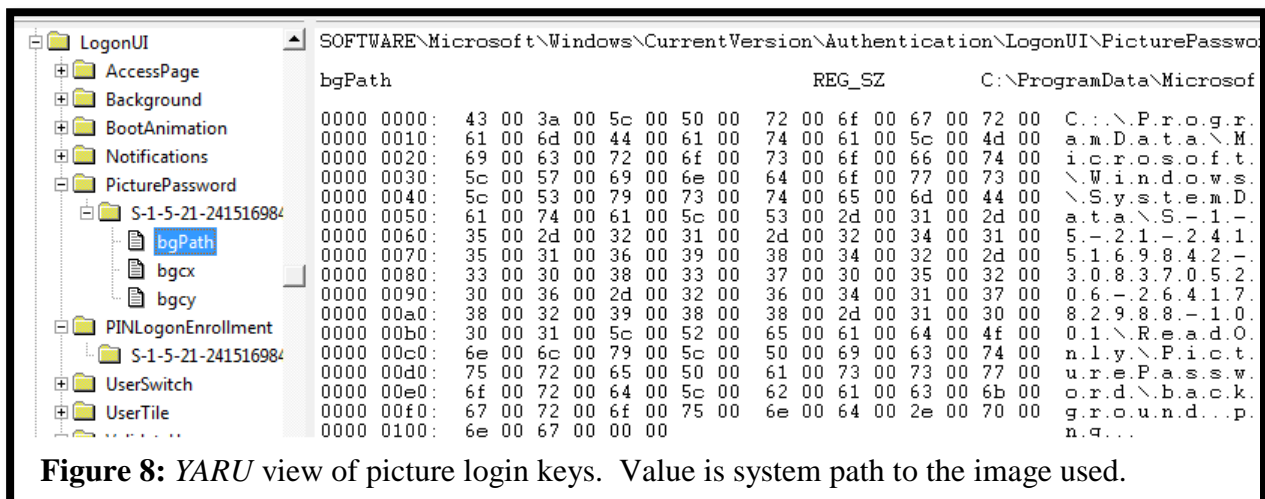 LogonUI
AccessPage
Background
BootAnimation
Notifications
PicturePassword
S-1-5-21-241516984
bgPath
bgcx
bgcy
PINLogonEnrollment
S-1-5-21-241516984
UserSwitch
UserTile
SOFTWARE\Microsoft\Windows\CurrentVersion\Authentication\LogonUI\PicturePasswo
bgPath REG_SZ C:\ProgramData\Microsof
0000 0000: 43 00 3a 00 5c 00 50 00 72 00 6f 00 67 00 72 00 C.:.\.P.r.o.g.r.
0000 0010: 61 00 6d 00 44 00 61 00 74 00 61 00 5c 00 4d 00 a.m.D.a.t.a.\.M.
0000 0020: 69 00 63 00 72 00 6f 00 73 00 6f 00 66 00 74 00 i.c.r.o.s.o.f.t.
0000 0030: 5c 00 57 00 69 00 6e 00 64 00 6f 00 77 00 73 00 \.W.i.n.d.o.w.s.
0000 0040: 5c 00 53 00 79 00 73 00 74 00 65 00 6d 00 44 00 \.S.y.s.t.e.m.D.
0000 0050: 61 00 74 00 61 00 5c 00 53 00 2d 00 31 00 2d 00 a.t.a.\.S.-.1.-.
0000 0060: 35 00 2d 00 32 00 31 00 2d 00 32 00 34 00 31 00 5.-.2.1.-.2.4.1.
0000 0070: 35 00 31 00 36 00 39 00 38 00 34 00 32 00 2d 00 5.1.6.9.8.4.2.-.
0000 0080: 33 00 30 00 38 00 33 00 37 00 30 00 35 00 32 00 3.0.8.3.7.0.5.2.
0000 0090: 30 00 36 00 2d 00 32 00 36 00 34 00 31 00 37 00 0.6.-.2.6.4.1.7.
0000 00a0: 38 00 32 00 39 00 38 00 38 00 2d 00 31 00 30 00 8.2.9.8.8.-.1.0.
0000 00b0: 30 00 31 00 5c 00 52 00 65 00 61 00 64 00 4f 00 0.1.\.R.e.a.d.O.
0000 00c0: 6e 00 6c 00 79 00 5c 00 50 00 69 00 63 00 74 00 n.l.y.\.P.i.c.t.
0000 00d0: 75 00 72 00 65 00 50 00 61 00 73 00 73 00 77 00 u.r.e.P.a.s.s.w.
0000 00e0: 6f 00 72 00 64 00 5c 00 62 00 61 00 63 00 6b 00 o.r.d.\.b.a.c.k.
0000 00f0: 67 00 72 00 6f 00 75 00 6e 00 64 00 2e 00 70 00 g.r.o.u.n.d...p.
0000 0100: 6e 00 67 00 00 00 n.g...
Figure 8: YARU view of picture login keys. Value is system path to the image used.